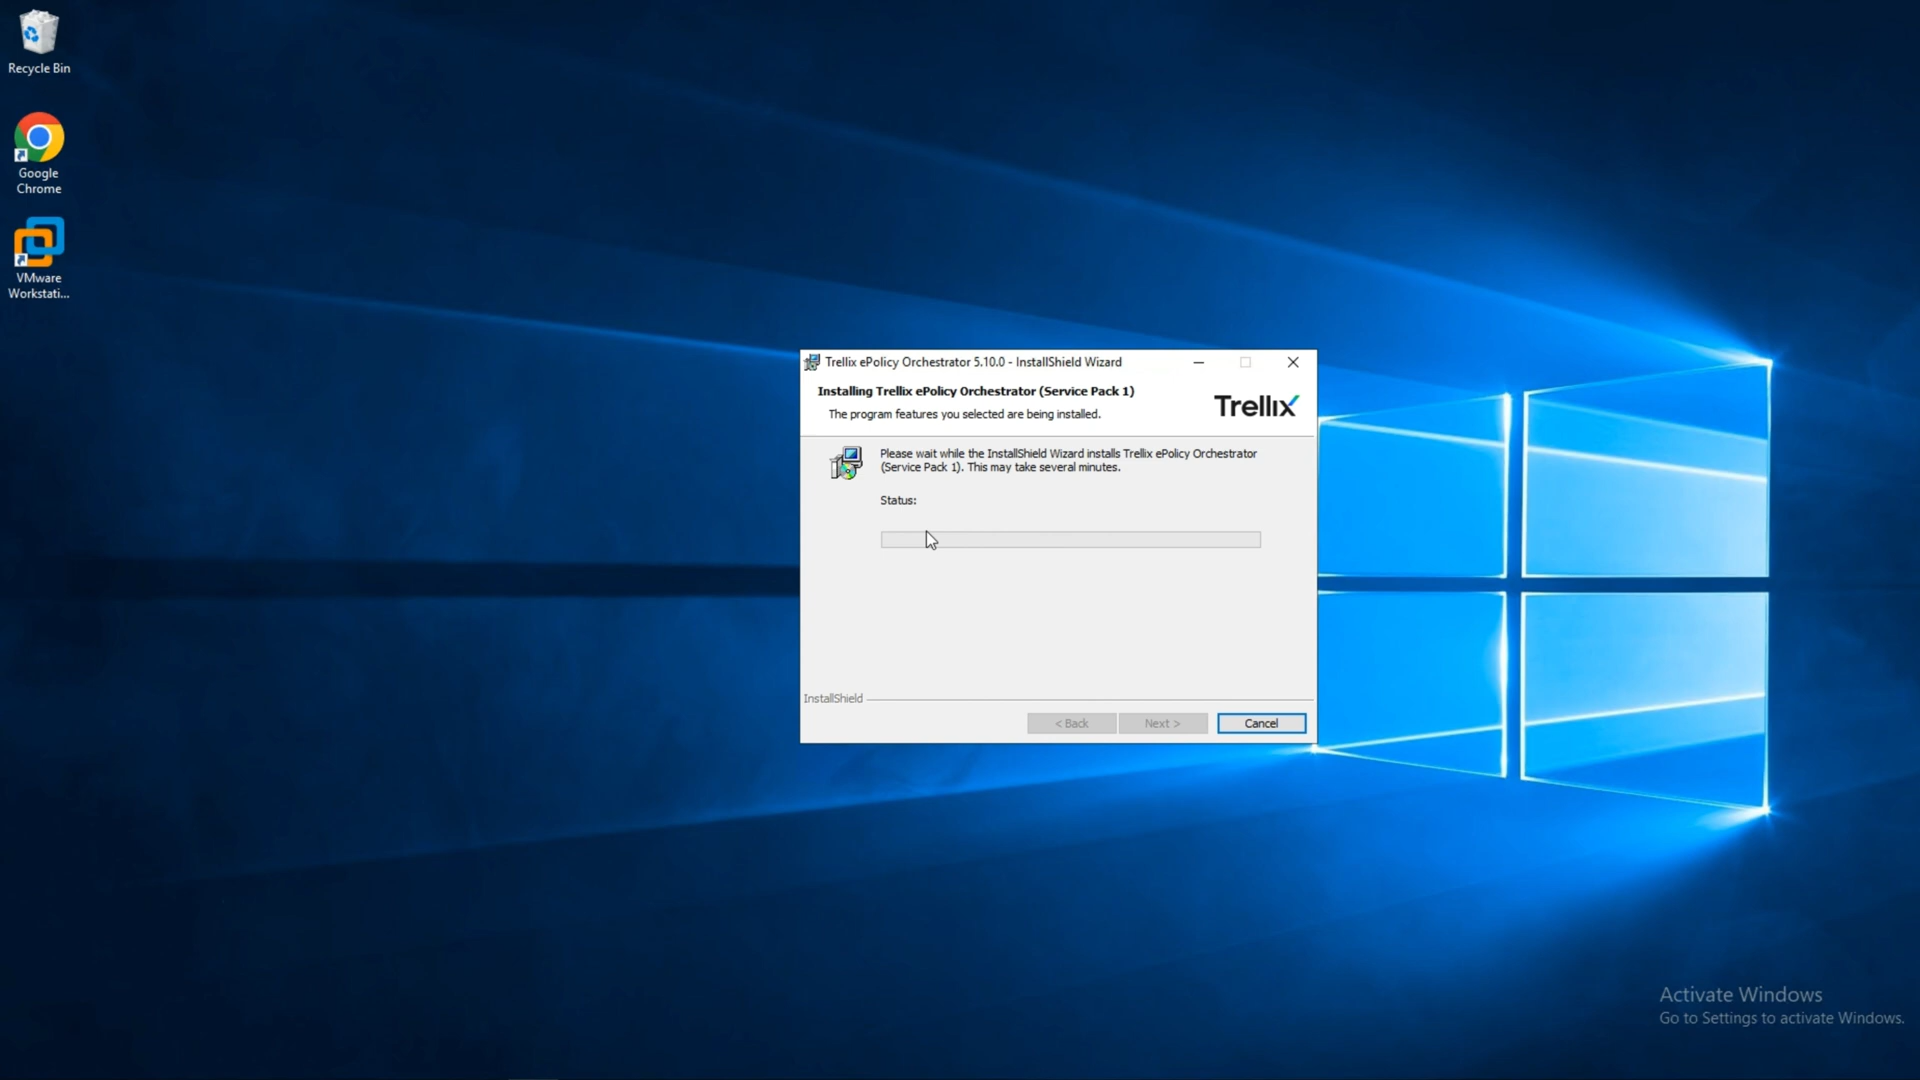 Recycle Bin
Google
Chrome
VMware
Workstati...
Trellix ePolicy Orchestrator 5.10.0 - InstallShield Wizard
Installing Trellix ePolicy Orchestrator (Service Pack 1)
The program features you selected are being installed.
Trellix
Please wait while the InstallShield Wizard installs Trellix ePolicy Orchestrator
(Service Pack 1). This may take several minutes.
Status:
InstallShield
< Back
Next >
Cancel
Activate Windows
Go to Settings to activate Windows.